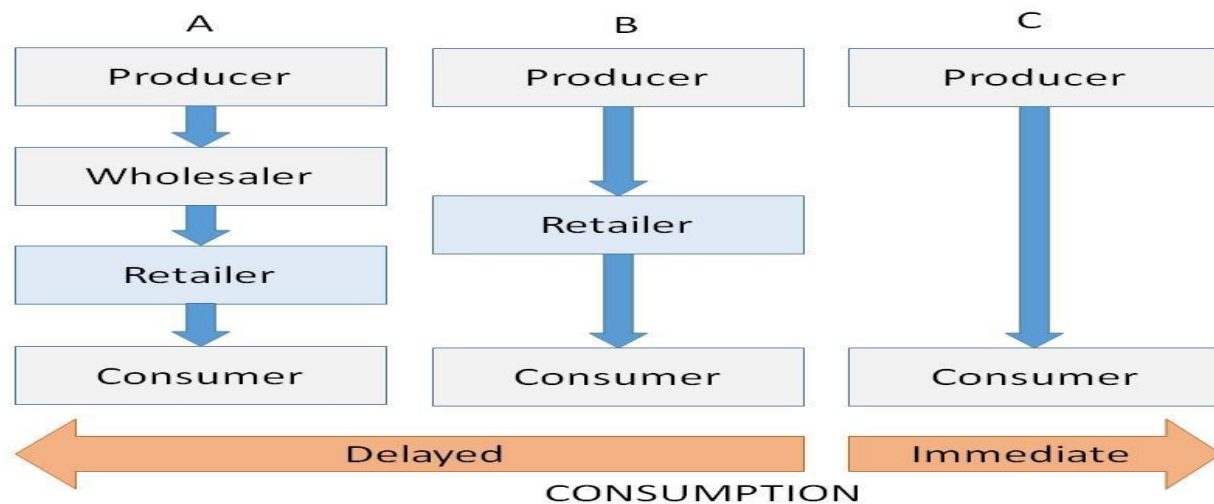 A
B
C
Producer
Producer
Producer
Wholesaler
Retailer
Retailer
Consumer
Consumer
Consumer
Delayed
Immediate
CONSUMPTION